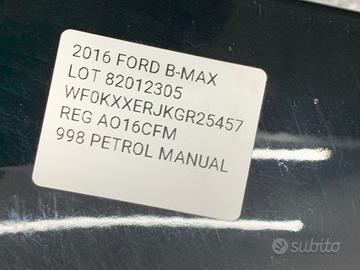 2016 FORD B-MAX
LOT 82012305
WF0KXXERJKGR25457
REG AO16CFM
998 PETROL MANUAL
subito